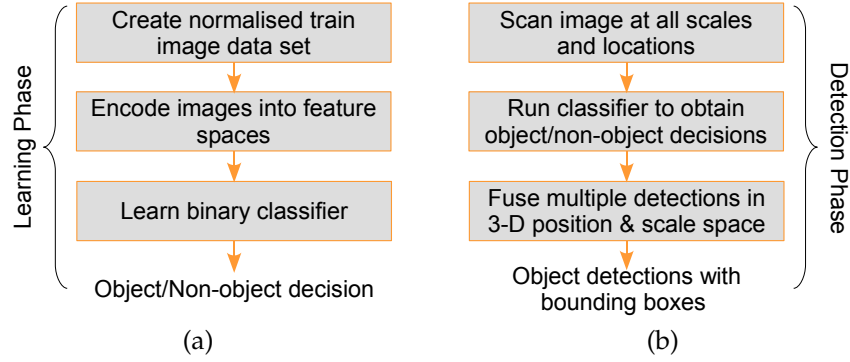 Learning Phase
Create normalised train
image data set
Encode images into feature
spaces
Learn binary classifier
Object/Non-object decision
(a)
Scan image at all scales
and locations
Run classifier to obtain
object/non-object decisions
Fuse multiple detections in
3-D position & scale space
Object detections with
bounding boxes
Detection Phase
(b)